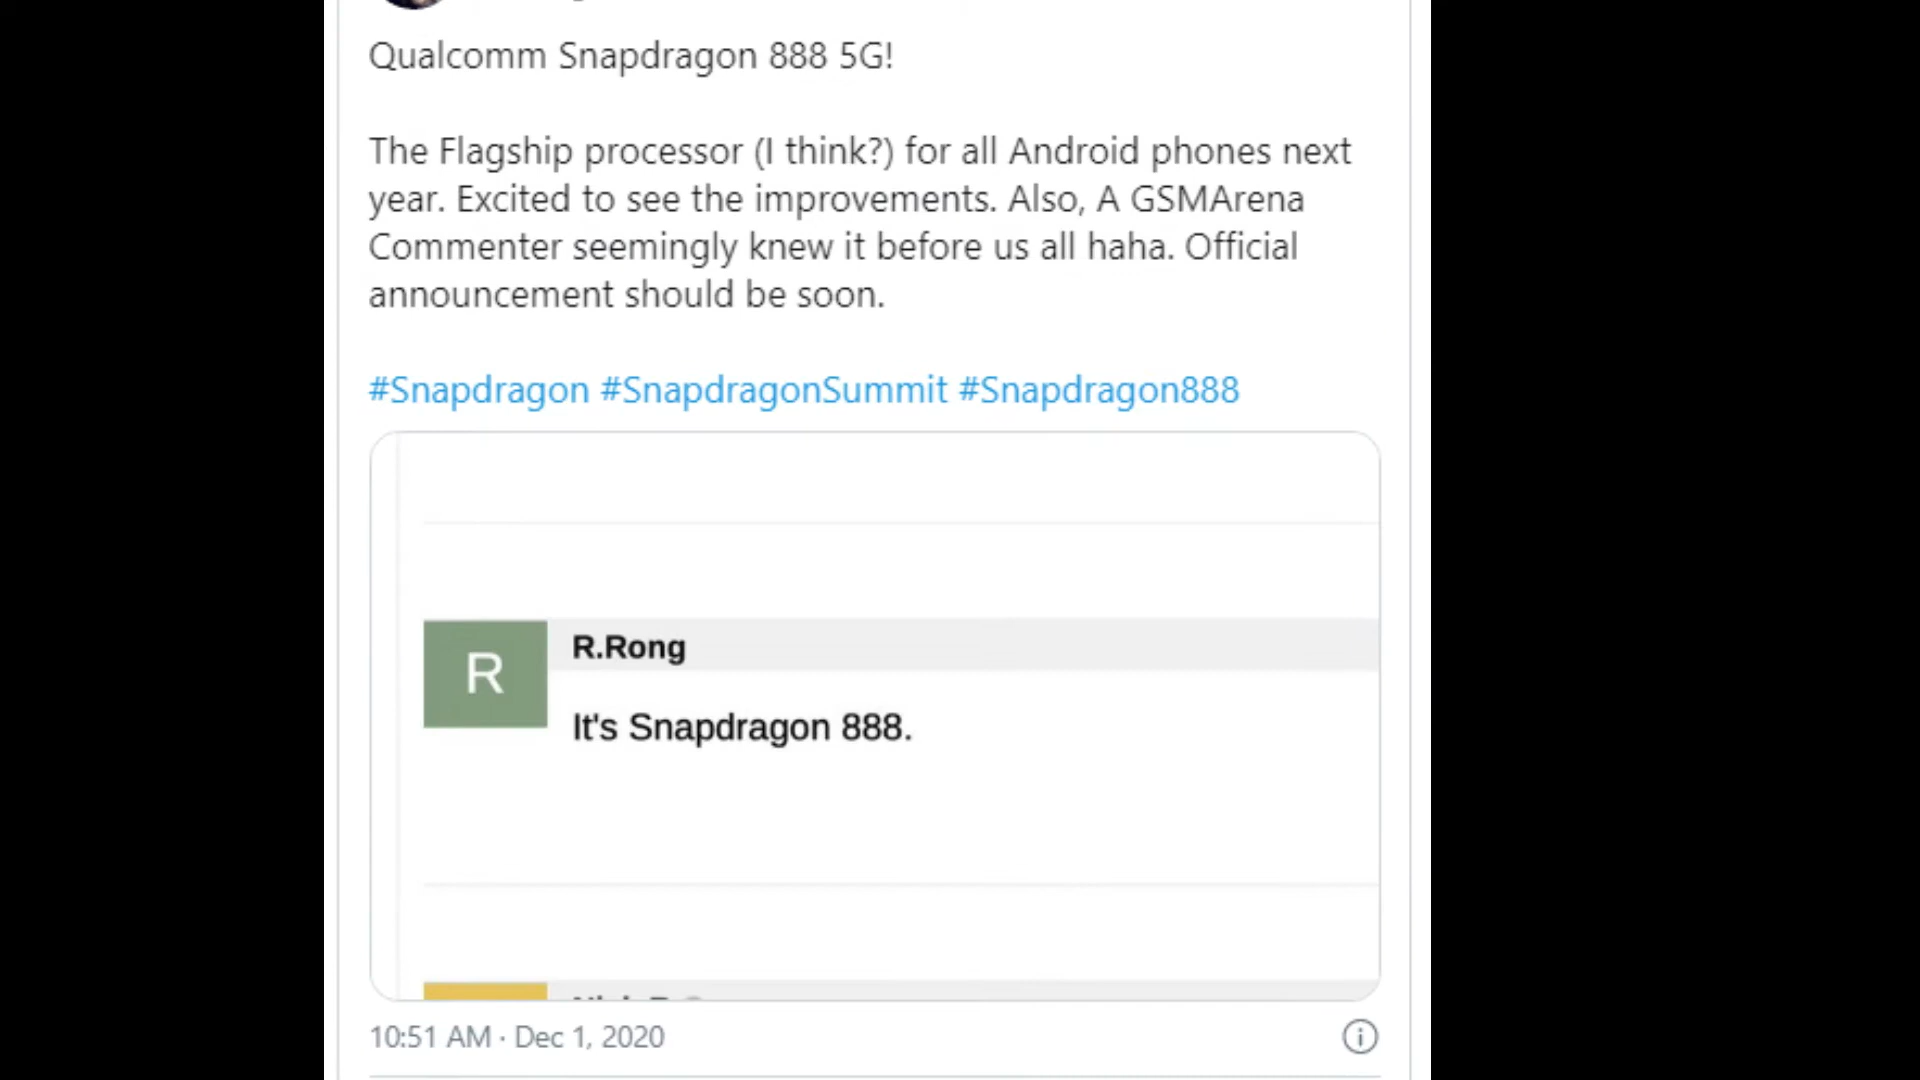 Qualcomm Snapdragon 888 5G!
The Flagship processor (I think?) for all Android phones next
year. Excited to see the improvements. Also, A GSMArena
Commenter seemingly knew it before us all haha. Official
announcement should be soon.
#Snapdragon #SnapdragonSummit #Snapdragon888
R
R.Rong
It's Snapdragon 888.
10:51 AM · Dec 1, 2020